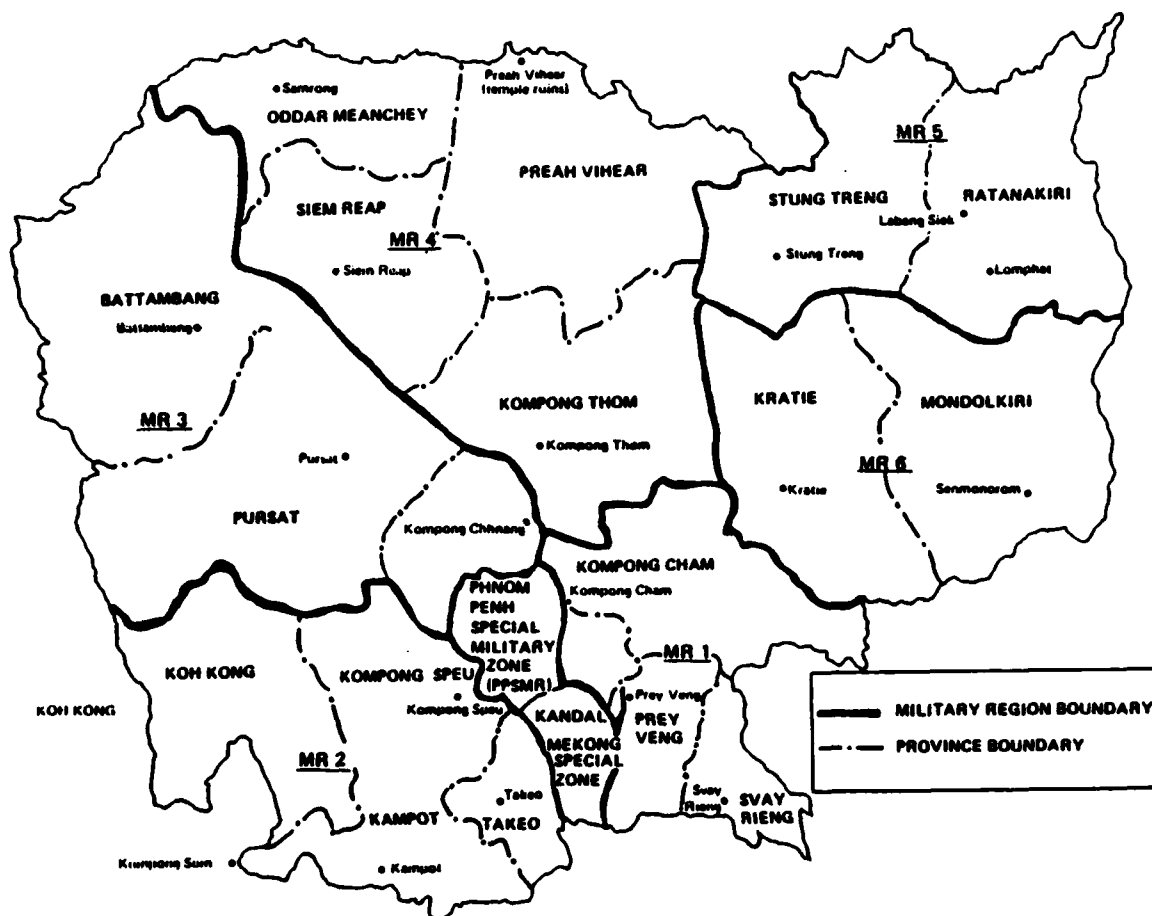 Samrong
Preah Vihear
(temple ruins)
ODDAR MEANCHEY
MR 5
PREAH VIHEAR
STUNG TRENG
RATANAKIRI
SIEM REAP
Labang Siek
MR 4
Stung Treng
Siem Reap
Lomphat
BATTAMBANG
Battambang
KOMPONG THOM
KRATIE
MONDOLKIRI
MR 3
Kompong Thom
Pursat
MR 6
Kratie
Senmonorom
PURSAT
Kompong Chhnang
KOMPONG CHAM
PHNOM
PENH
SPECIAL
MILITARY
ZONE
(PPSMR)
Kompong Cham
MR 1
KOH KONG
KOMPONG SPEU
Kompong Speu
Prey Veng
KOH KONG
KANDAL
PREY
VENG
MEKONG
SPECIAL
ZONE
MR 2
MILITARY REGION BOUNDARY
PROVINCE BOUNDARY
Takeo
Svay
Rieng
SVAY
RIENG
KAMPOT
TAKEO
Kampot